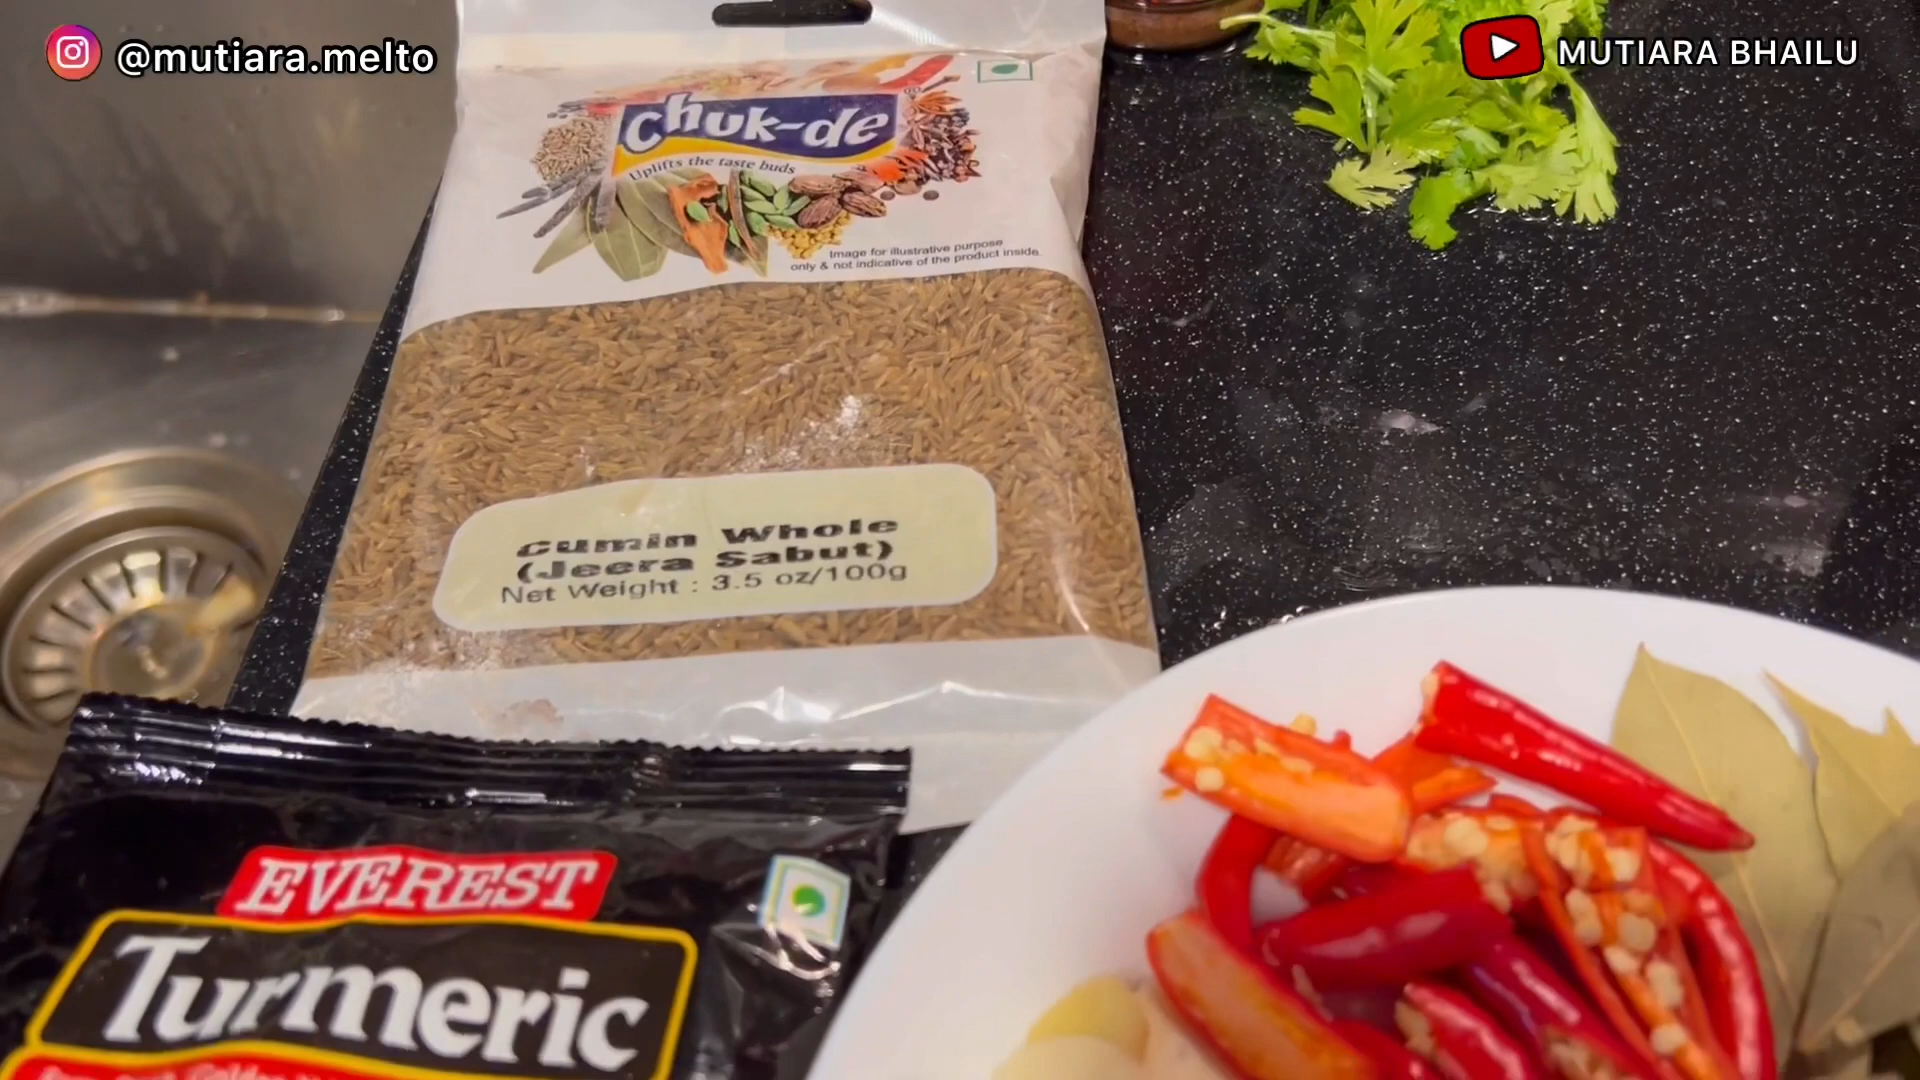 @mutiara.melto
MUTIARA BHAILU
Chuk-de
Uplifts the taste buds
Image for illustrative purpose
only & not indicative of the product inside.
Cumin Whole
(Jeera Sabut)
Net Weight : 3.5 oz/100g
EVEREST
Turmeric